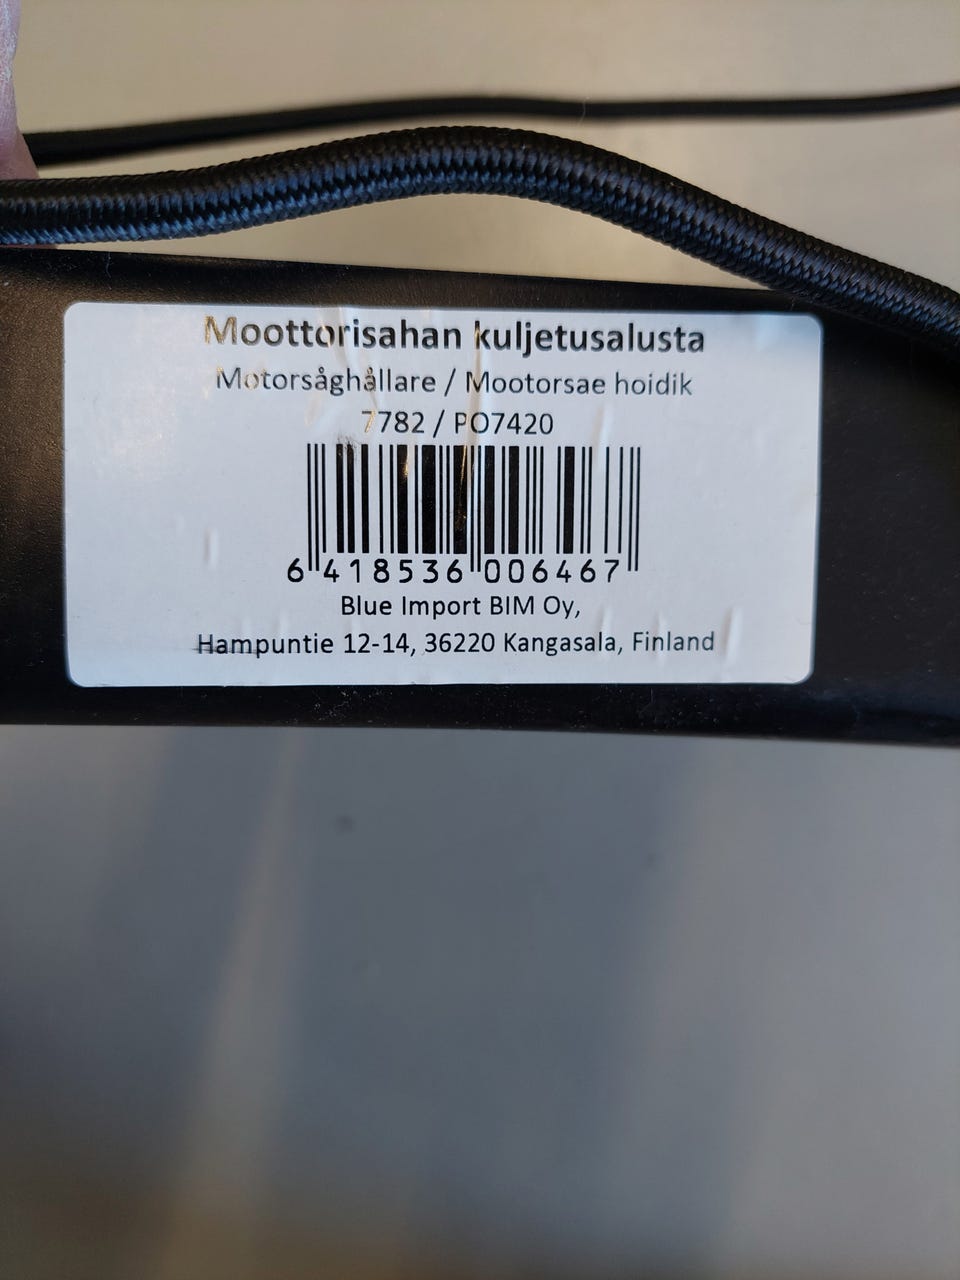 Moottorisahan kuljetusalusta
Motorsåghållare / Mootorsae hoidik
7782 / PO7420
6 418536 006467
Blue Import BIM Oy,
Hampuntie 12-14, 36220 Kangasala, Finland